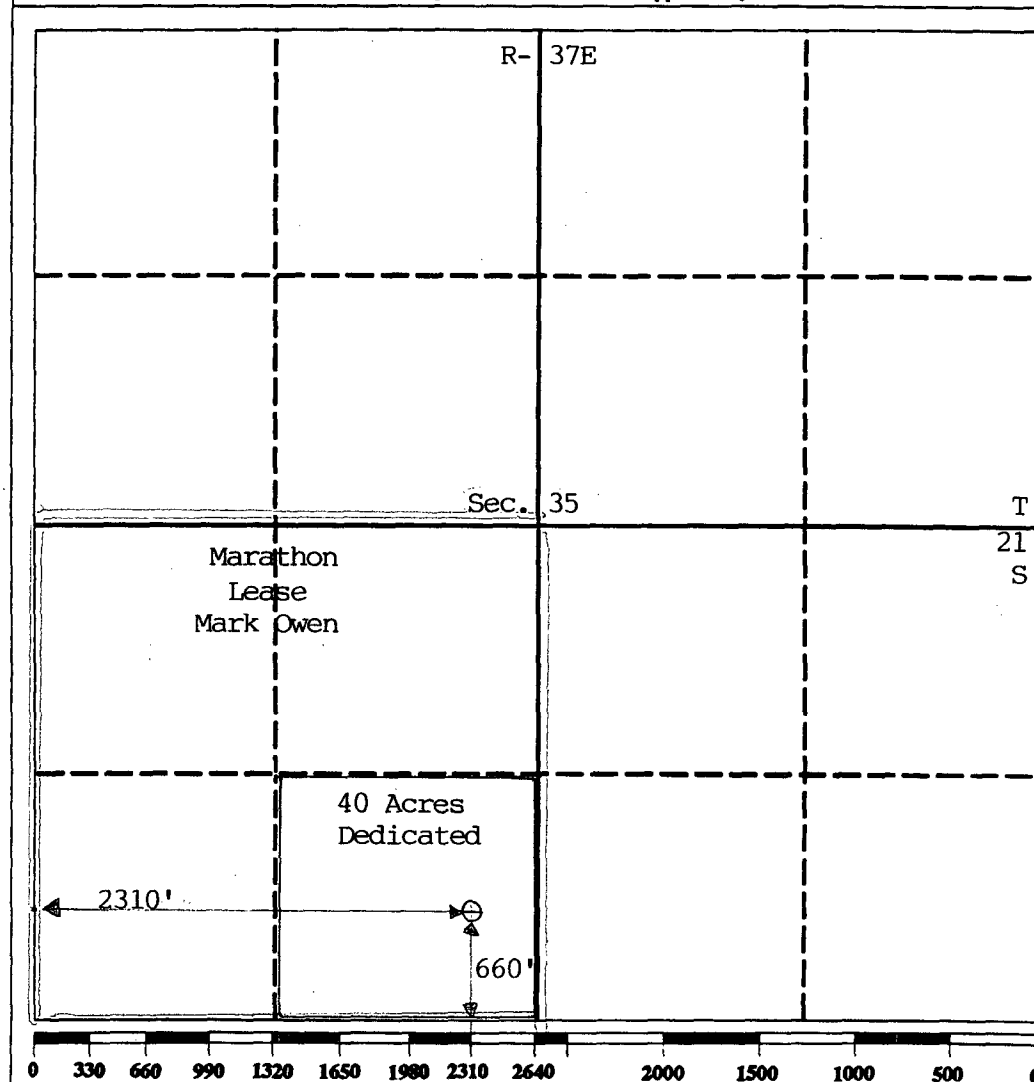 R- 37E
Sec. 35
T
21
S
Marathon
Lease
Mark Owen
40 Acres
Dedicated
2310'
660'
0 330 660 990 1320 1650 1980 2310 2640 2000 1500 1000 500